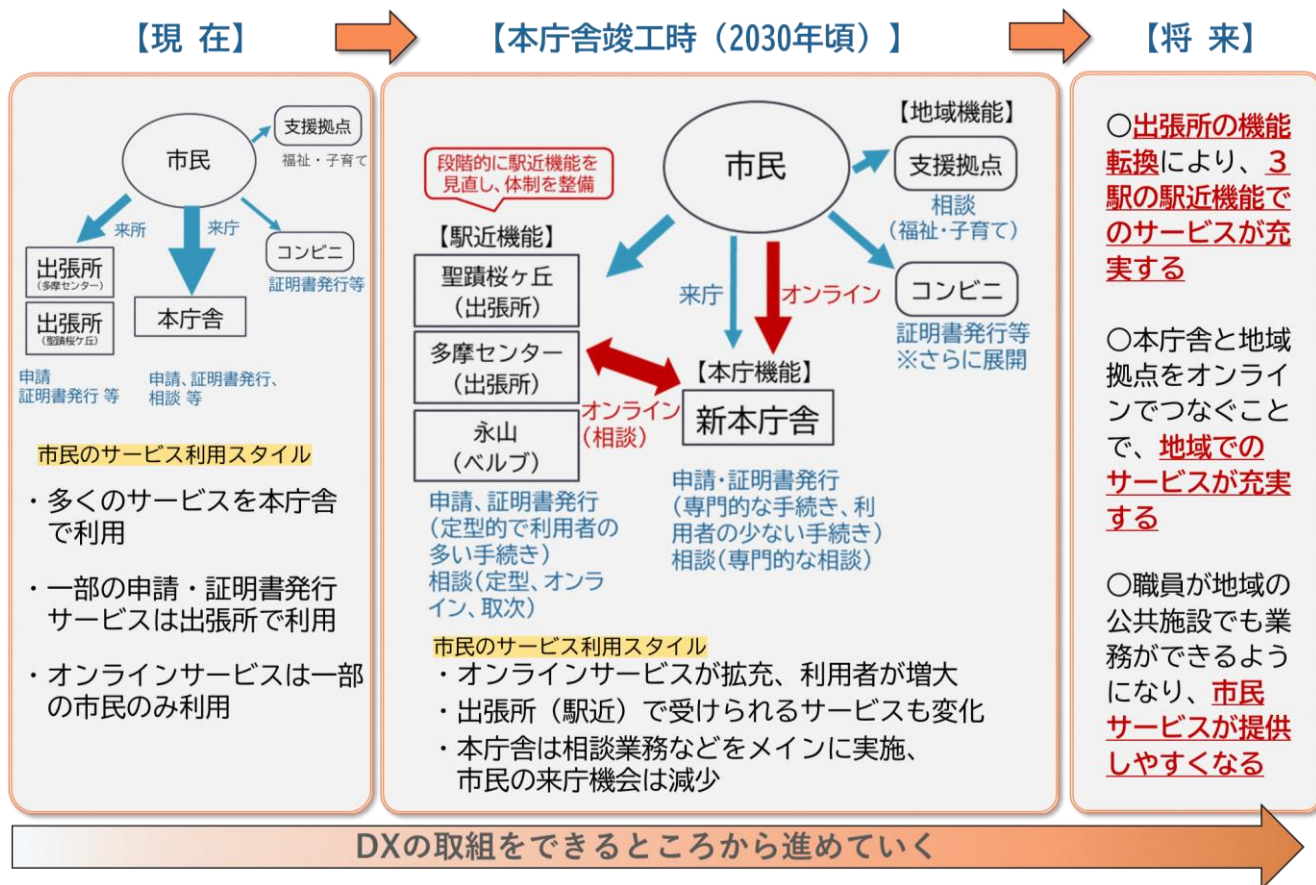 【現 在】
【本庁舎竣工時（2030年頃）】
【将 来】
市民
支援拠点
福祉・子育て
来所
来庁
コンビニ
証明書発行等
出張所
(多摩センター)
出張所
(聖蹟桜ケ丘)
本庁舎
申請
証明書発行 等
申請、証明書発行、
相談 等
市民のサービス利用スタイル
・多くのサービスを本庁舎
で利用
・一部の申請・証明書発行
サービスは出張所で利用
・オンラインサービスは一部
の市民のみ利用
段階的に駅近機能を
見直し、体制を整備
市民
【地域機能】
支援拠点
相談
(福祉・子育て)
【駅近機能】
聖蹟桜ヶ丘
(出張所)
多摩センター
(出張所)
永山
(ベルブ)
来庁
オンライン
コンビニ
証明書発行等
※さらに展開
オンライン
(相談)
【本庁機能】
新本庁舎
申請、証明書発行
(定型的で利用者の
多い手続き)
相談(定型、オンラ
イン、取次)
申請・証明書発行
(専門的な手続き、利
用者の少ない手続き)
相談(専門的な相談)
市民のサービス利用スタイル
・オンラインサービスが拡充、利用者が増大
・出張所（駅近）で受けられるサービスも変化
・本庁舎は相談業務などをメインに実施、
市民の来庁機会は減少
○出張所の機能
転換により、３
駅の駅近機能で
のサービスが充
実する
○本庁舎と地域
拠点をオンライ
ンでつなぐこと
で、地域での
サービスが充実
する
○職員が地域の
公共施設でも業
務ができるよう
になり、市民
サービスが提供
しやすくなる
DXの取組をできるところから進めていく